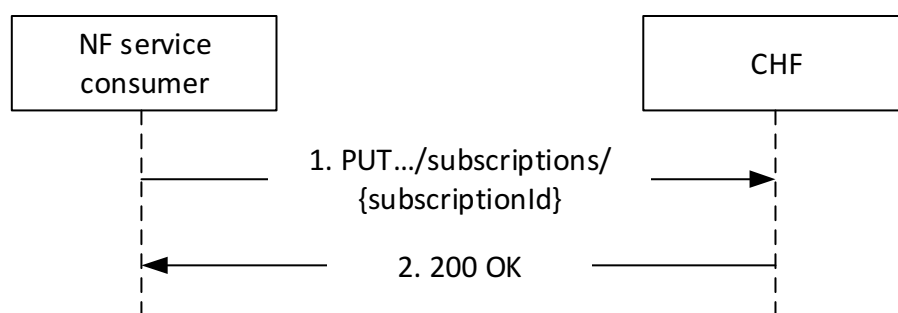 NF service
consumer
CHF
1. PUT.../subscriptions/
{subscriptionId}
2. 200 OK